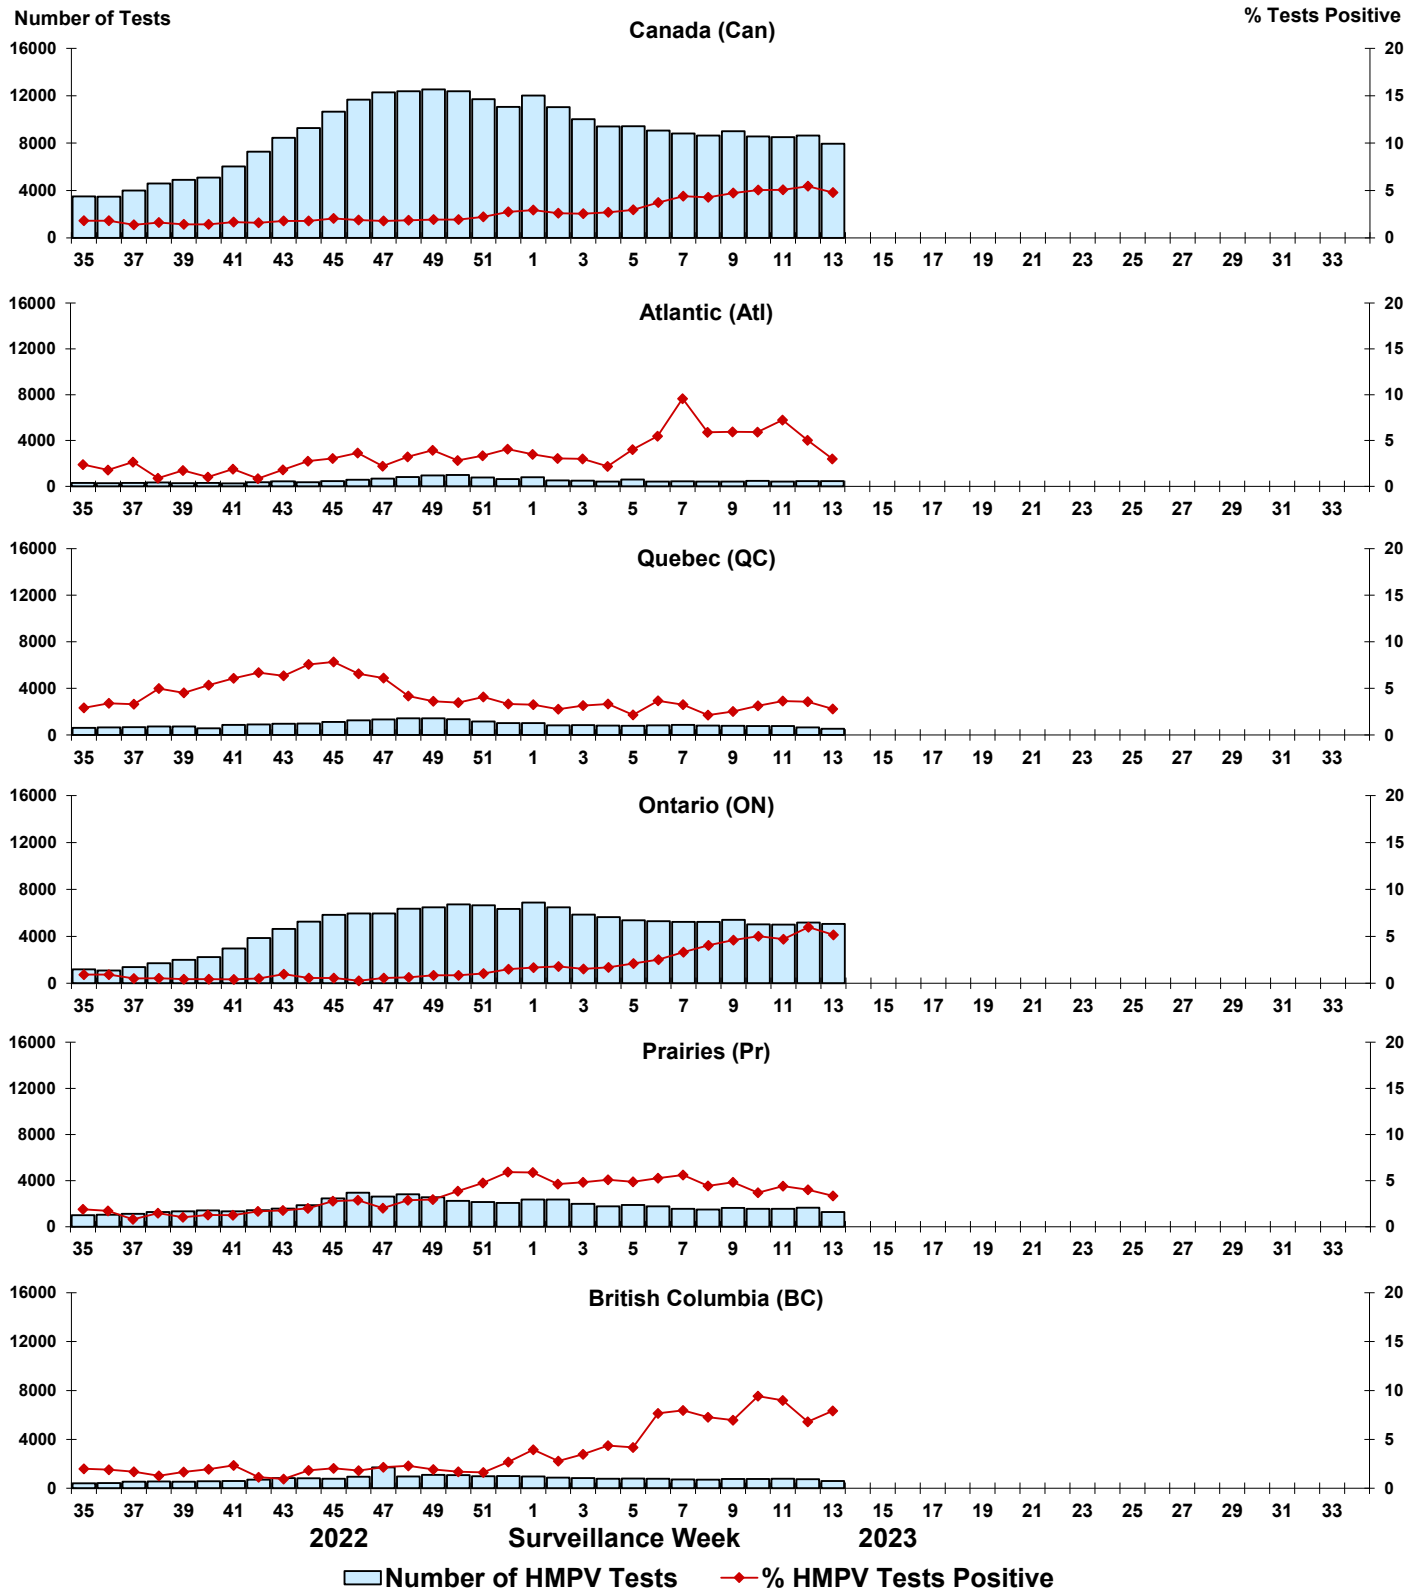 Number of Tests
% Tests Positive
Canada (Can)
16000 20
12000 15
8000 10
4000 5
0 0
35 37 39 41 43 45 47 49 51 1 3 5 7 9 11 13 15 17 19 21 23 25 27 29 31 33
Atlantic (Atl)
16000 20
12000 15
8000 10
4000 5
0 0
35 37 39 41 43 45 47 49 51 1 3 5 7 9 11 13 15 17 19 21 23 25 27 29 31 33
Quebec (QC)
16000 20
12000 15
8000 10
4000 5
0 0
35 37 39 41 43 45 47 49 51 1 3 5 7 9 11 13 15 17 19 21 23 25 27 29 31 33
Ontario (ON)
16000 20
12000 15
8000 10
4000 5
0 0
35 37 39 41 43 45 47 49 51 1 3 5 7 9 11 13 15 17 19 21 23 25 27 29 31 33
Prairies (Pr)
16000 20
12000 15
8000 10
4000 5
0 0
35 37 39 41 43 45 47 49 51 1 3 5 7 9 11 13 15 17 19 21 23 25 27 29 31 33
British Columbia (BC)
16000 20
12000 15
8000 10
4000 5
0 0
35 37 39 41 43 45 47 49 51 1 3 5 7 9 11 13 15 17 19 21 23 25 27 29 31 33
2022 Surveillance Week 2023
Number of HMPV Tests % HMPV Tests Positive